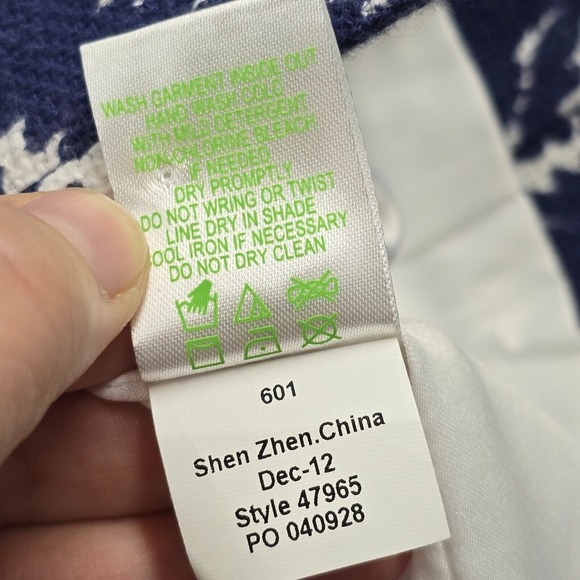 WASH GARMENT INSIDE OUT
HAND WASH COLD
WITH MILD DETERGENT
NON-CHLORINE BLEACH
IF NEEDED
DRY PROMPTLY
DO NOT WRING OR TWIST
LINE DRY IN SHADE
OOL IRON IF NECESSARY
DO NOT DRY CLEAN
601
Shen Zhen.China
Dec-12
Style 47965
PO 040928